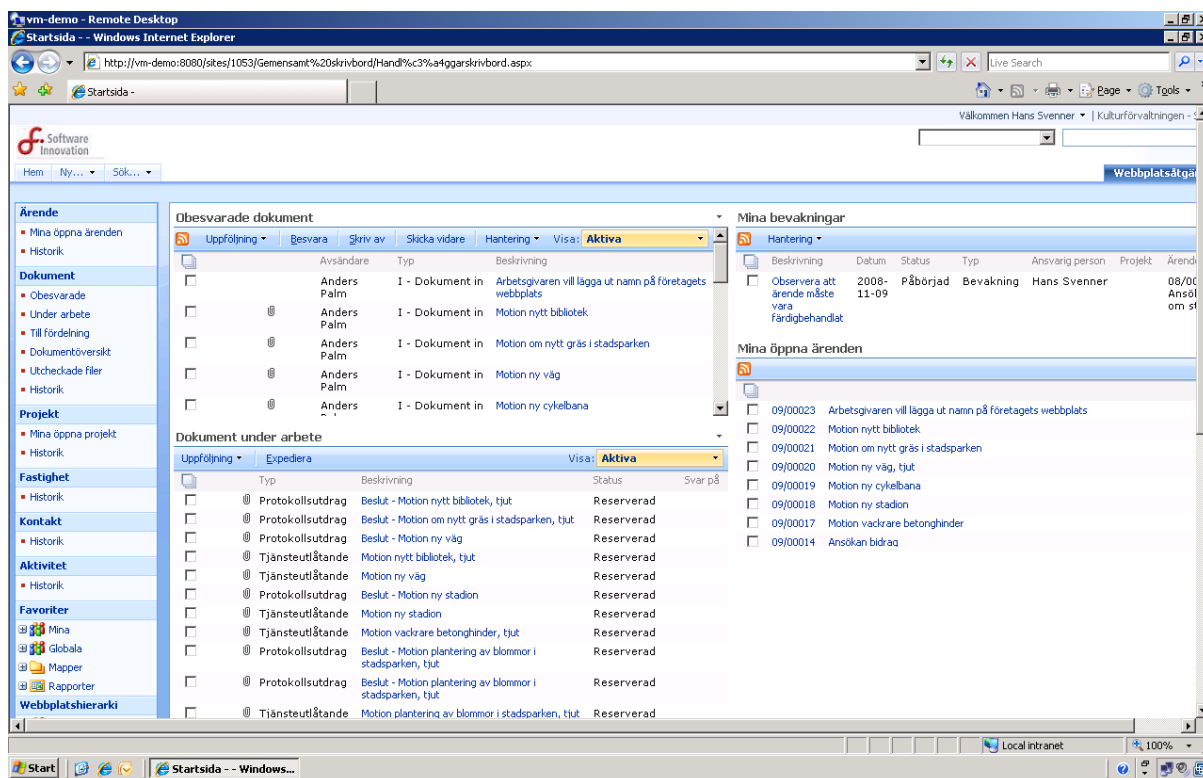 vm-demo - Remote Desktop
Startsida - - Windows Internet Explorer
http://vm-demo:8080/sites/1053/Gemensamt%20skrivbord/Handl%c3%a4ggarskrivbord.aspx
Live Search
Startsida -
Page
Tools
Välkommen Hans Svenner | Kulturförvaltningen -
Software
Innovation
Hem Ny... Sök...
Webbplatsåtgä
Ärende
Mina öppna ärenden
Historik
Dokument
Obesvarade
Under arbete
Till fördelning
Dokumentöversikt
Utcheckade filer
Historik
Projekt
Mina öppna projekt
Historik
Fastighet
Historik
Kontakt
Historik
Aktivitet
Historik
Favoriter
Mina
Globala
Mapper
Rapporter
Webbplatshierarki
Obesvarade dokument
Uppföljning Besvara Skriv av Skicka vidare Hantering Visa: Aktiva
Avsändare Typ Beskrivning
Anders Palm I - Dokument in Arbetsgivaren vill lägga ut namn på företagets
webbplats
Anders Palm I - Dokument in Motion nytt bibliotek
Anders Palm I - Dokument in Motion om nytt gräs i stadsparken
Anders Palm I - Dokument in Motion ny väg
Anders I - Dokument in Motion ny cykelbana
Dokument under arbete
Uppföljning Expediera Visa: Aktiva
Typ Beskrivning Status Svar på
Protokollsutdrag Beslut - Motion nytt bibliotek, tjut Reserverad
Protokollsutdrag Beslut - Motion om nytt gräs i stadsparken, tjut Reserverad
Protokollsutdrag Beslut - Motion ny väg Reserverad
Tjänsteutlåtande Motion nytt bibliotek, tjut Reserverad
Tjänsteutlåtande Motion ny väg Reserverad
Protokollsutdrag Beslut - Motion ny stadion Reserverad
Tjänsteutlåtande Motion ny stadion Reserverad
Tjänsteutlåtande Motion vackrare betonghinder, tjut Reserverad
Protokollsutdrag Beslut - Motion plantering av blommor i Reserverad
stadsparken, tjut
Protokollsutdrag Beslut - Motion plantering av blommor i Reserverad
stadsparken, tjut
Tjänsteutlåtande Motion plantering av blommor i stadsparken, tjut Reserverad
Mina bevakningar
Hantering
Beskrivning Datum Status Typ Ansvarig person Projekt Ärend
Observera att 2008- Påbörjad Bevakning Hans Svenner 08/00
ärende måste 11-09 Ansöl
vara om st
färdigbehandlat
Mina öppna ärenden
09/00023 Arbetsgivaren vill lägga ut namn på företagets webbplats
09/00022 Motion nytt bibliotek
09/00021 Motion om nytt gräs i stadsparken
09/00020 Motion ny väg, tjut
09/00019 Motion ny cykelbana
09/00018 Motion ny stadion
09/00017 Motion vackrare betonghinder
09/00014 Ansökan bidrag
Local intranet
100%
Start
Startsida - - Windows...